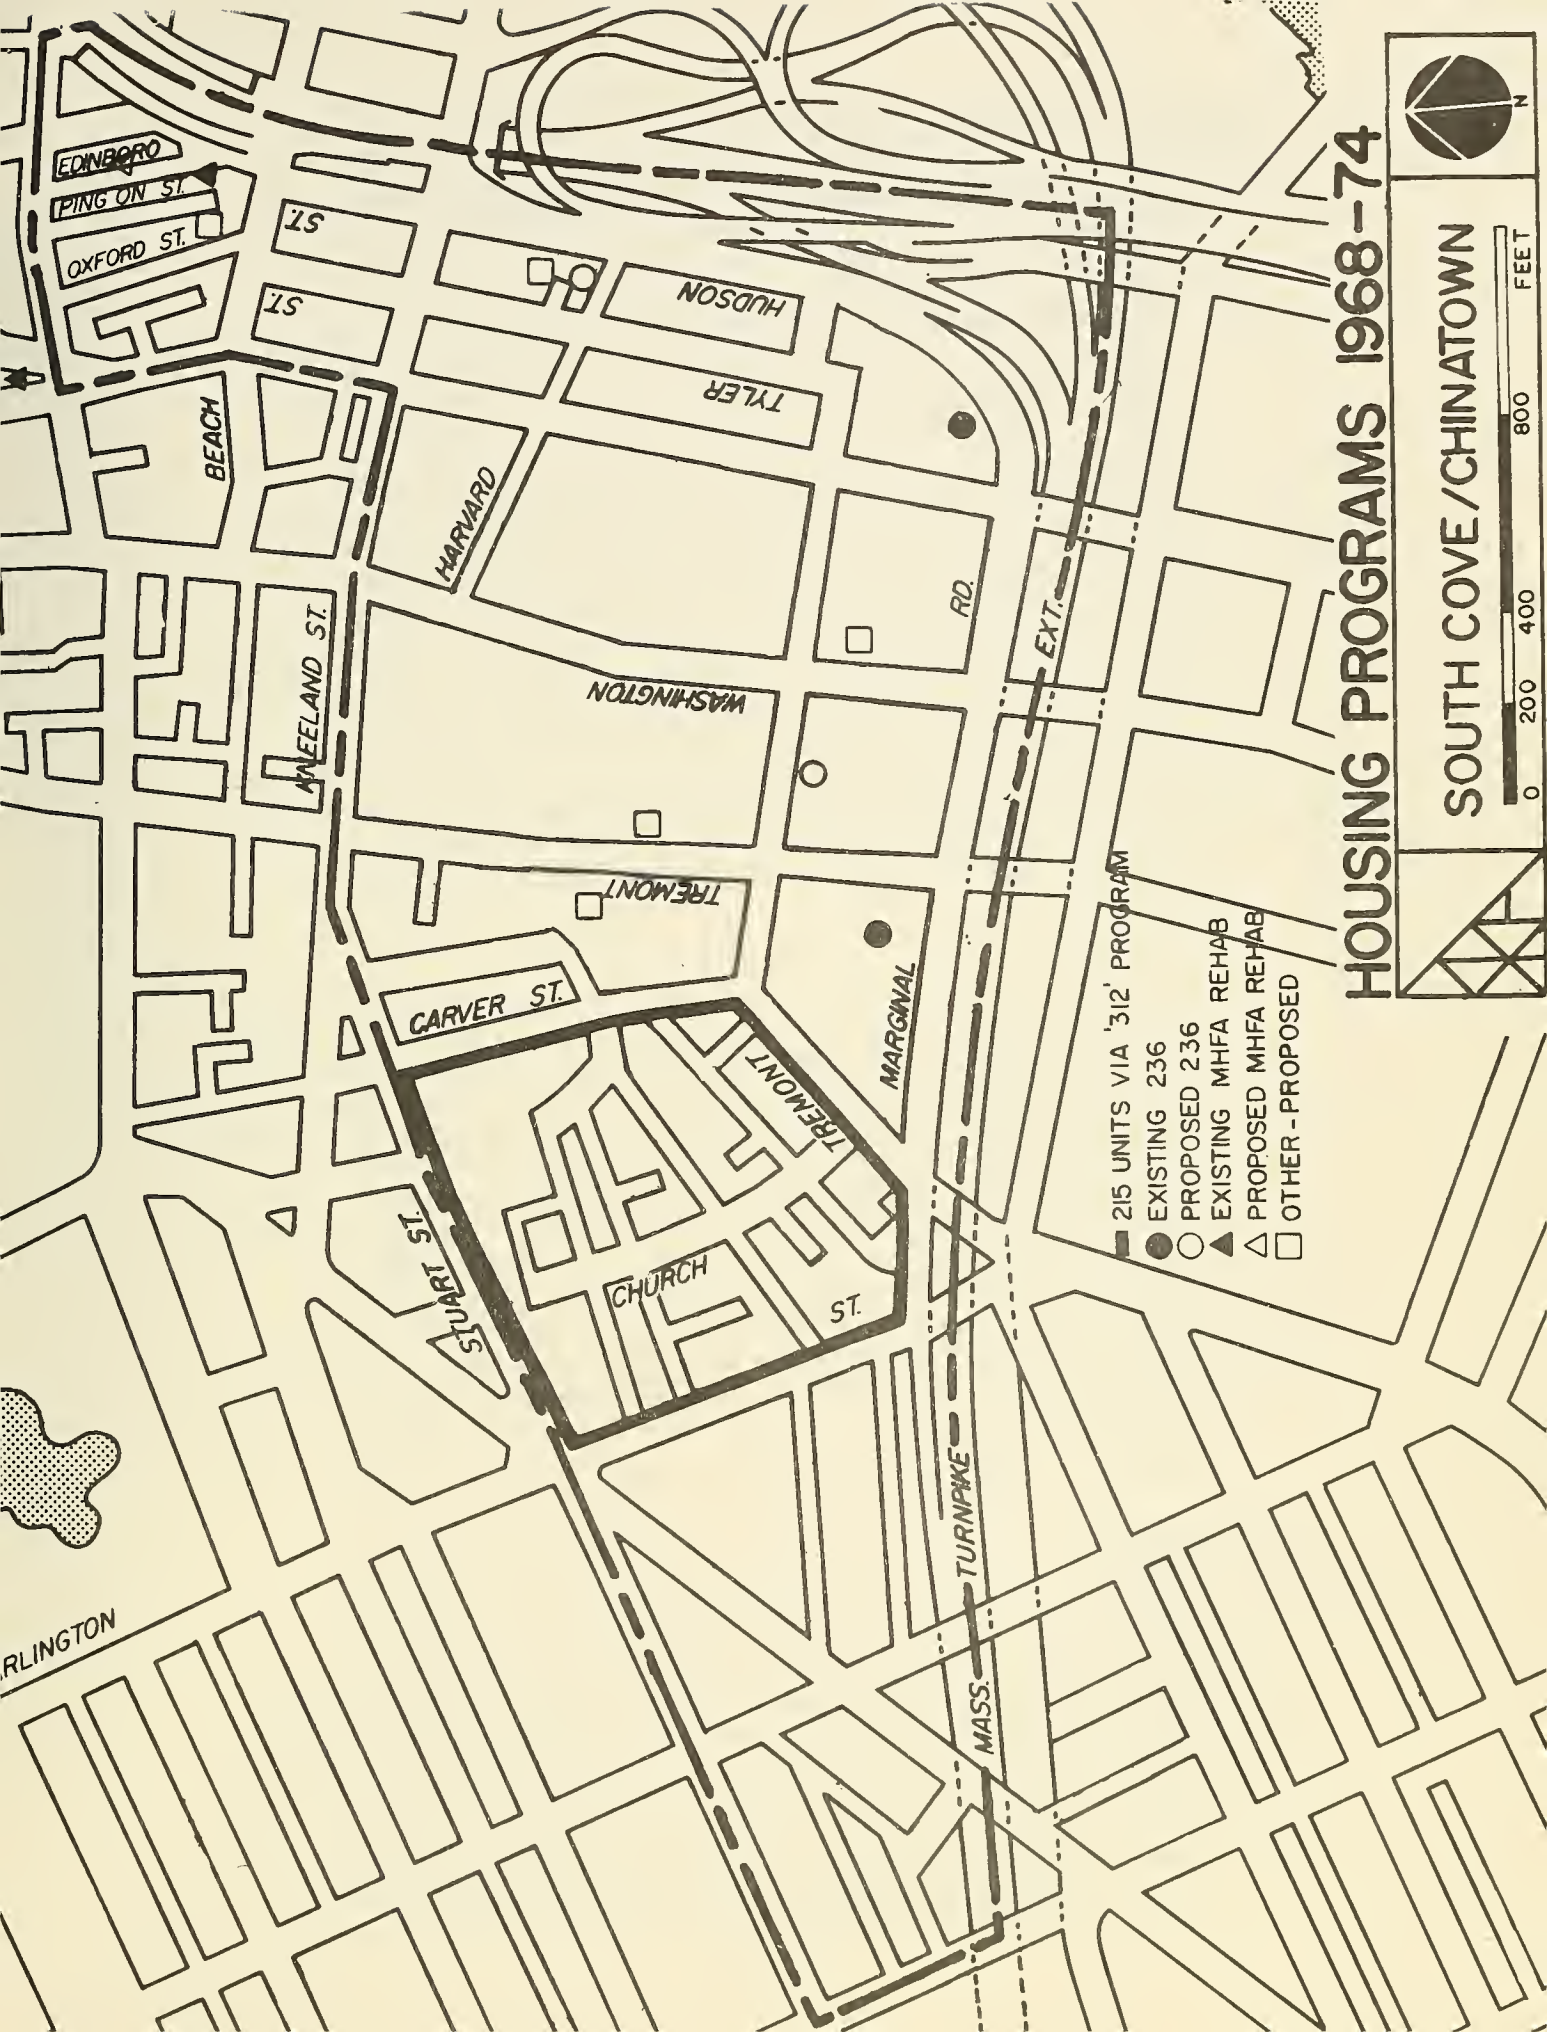 EDINBORO
PING ON ST.
OXFORD ST.
ST.
ST.
BEACH
HUDSON
TYLER
HARVARD
KNEELAND ST.
WASHINGTON
RD.
EXT.
TREMONT
CARVER ST.
MARGINAL
TREMONT
STUART ST.
CHURCH
ST.
TURNPIKE
MASS.
RLINGTON
215 UNITS VIA '312' PROGRAM
EXISTING 236
PROPOSED 236
EXISTING MHFA REHAB
PROPOSED MHFA REHAB
OTHER-PROPOSED
HOUSING PROGRAMS 1968-74
SOUTH COVE/CHINATOWN
0 200 400 800 FEET
N